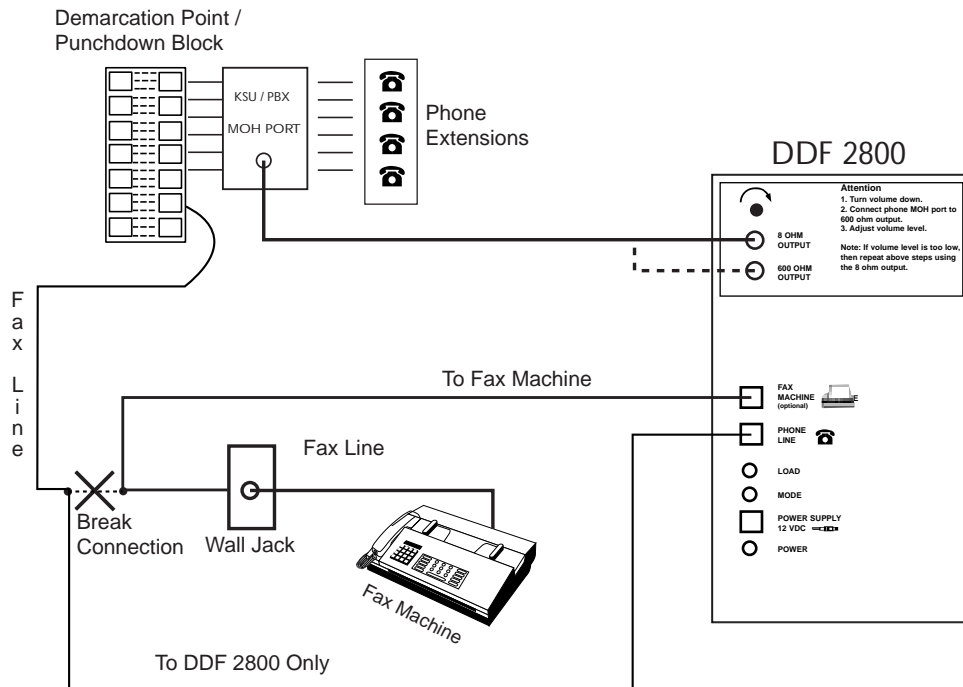 Demarcation Point /
Punchdown Block
KSU / PBX
MOH PORT
Phone
Extensions
DDF 2800
Attention
1. Turn volume down.
2. Connect phone MOH port to
600 ohm output.
3. Adjust volume level.
Note: If volume level is too low,
then repeat above steps using
the 8 ohm output.
8 OHM
OUTPUT
600 OHM
OUTPUT
Fax Line
To Fax Machine
FAX
MACHINE
(optional)
E
PHONE
LINE
LOAD
MODE
POWER SUPPLY
12 VDC
POWER
Fax Line
Break
Connection
Wall Jack
Fax Machine
To DDF 2800 Only